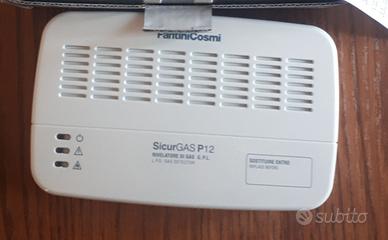 FantiniCosmi
SicurGAS P12
RIVELATORE DI GAS G.P.L.
L.P.G. GAS DETECTOR
SOSTITUIRE ENTRO
REPLACE BEFORE
subito